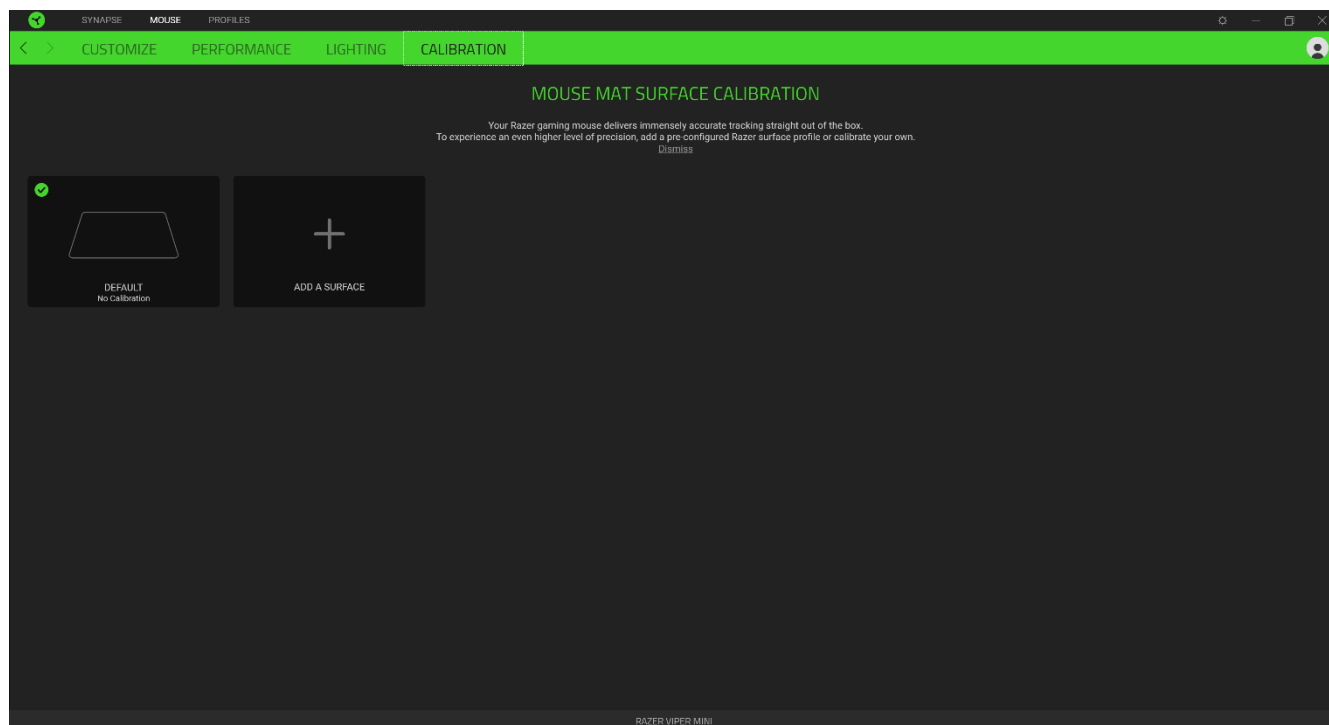 SYNAPSE MOUSE PROFILES
CUSTOMIZE PERFORMANCE LIGHTING CALIBRATION
MOUSE MAT SURFACE CALIBRATION
Your Razer gaming mouse delivers immensely accurate tracking straight out of the box.
To experience an even higher level of precision, add a pre-configured Razer surface profile or calibrate your own.
Dismiss
DEFAULT
No Calibration
ADD A SURFACE
RAZER VIPER MINI